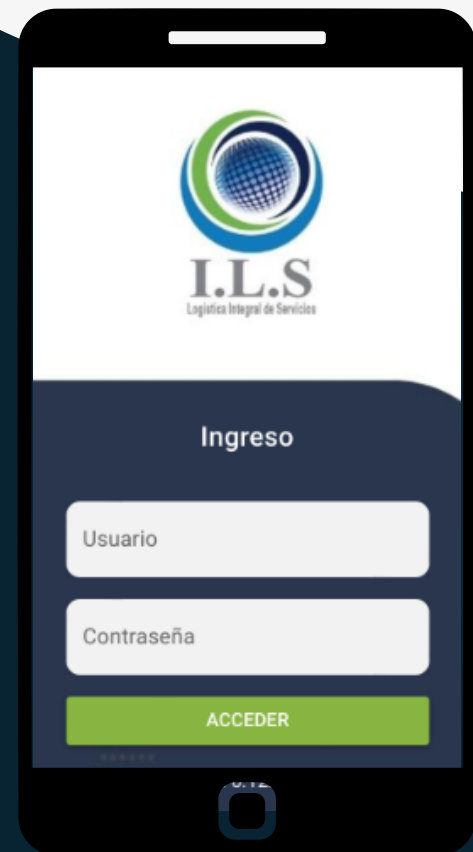 I.L.S
Logística Integral de Servicios
Ingreso
Usuario
Contraseña
ACCEDER